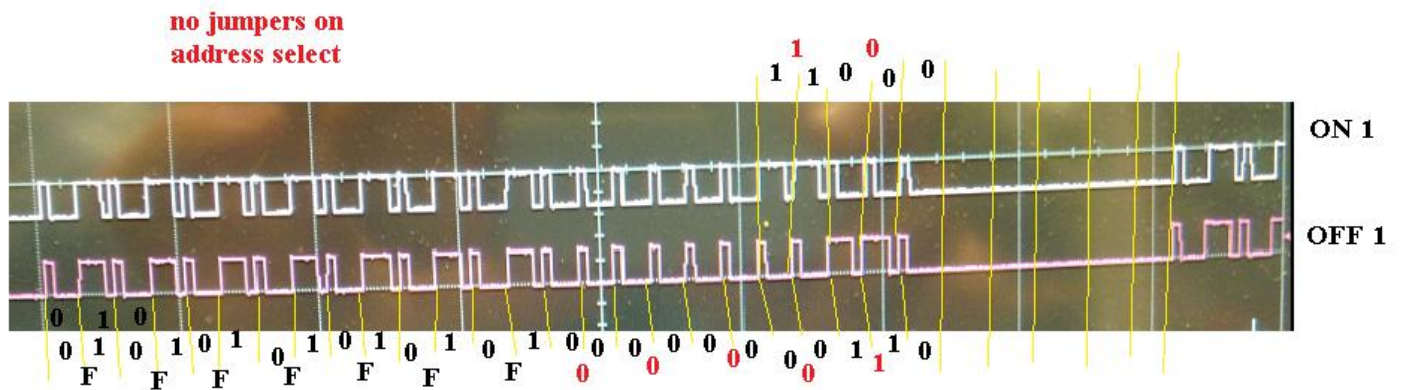 no jumpers on
address select
1 0
1 1 0 0 0
ON 1
OFF 1
0 1 0
0 1 0 1 0 1 0 1 0 1 0 1 0 1 0 0 0 0 0 0 0 0 1 1 0
F F F F F F F 0 0 0 0 1